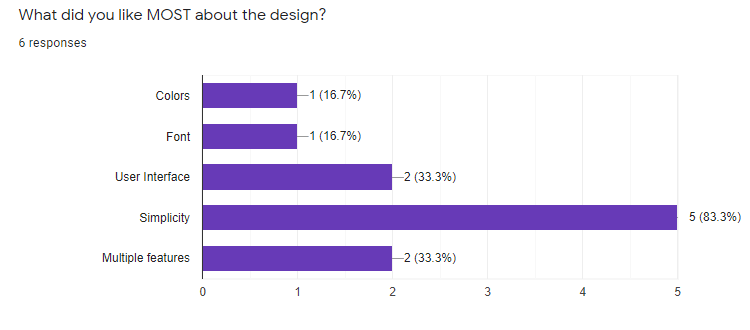 What did you like MOST about the design?
6 responses
Colors 1 (16.7%)
Font 1 (16.7%)
User Interface 2 (33.3%)
Simplicity 5 (83.3%)
Multiple features 2 (33.3%)
0 1 2 3 4 5